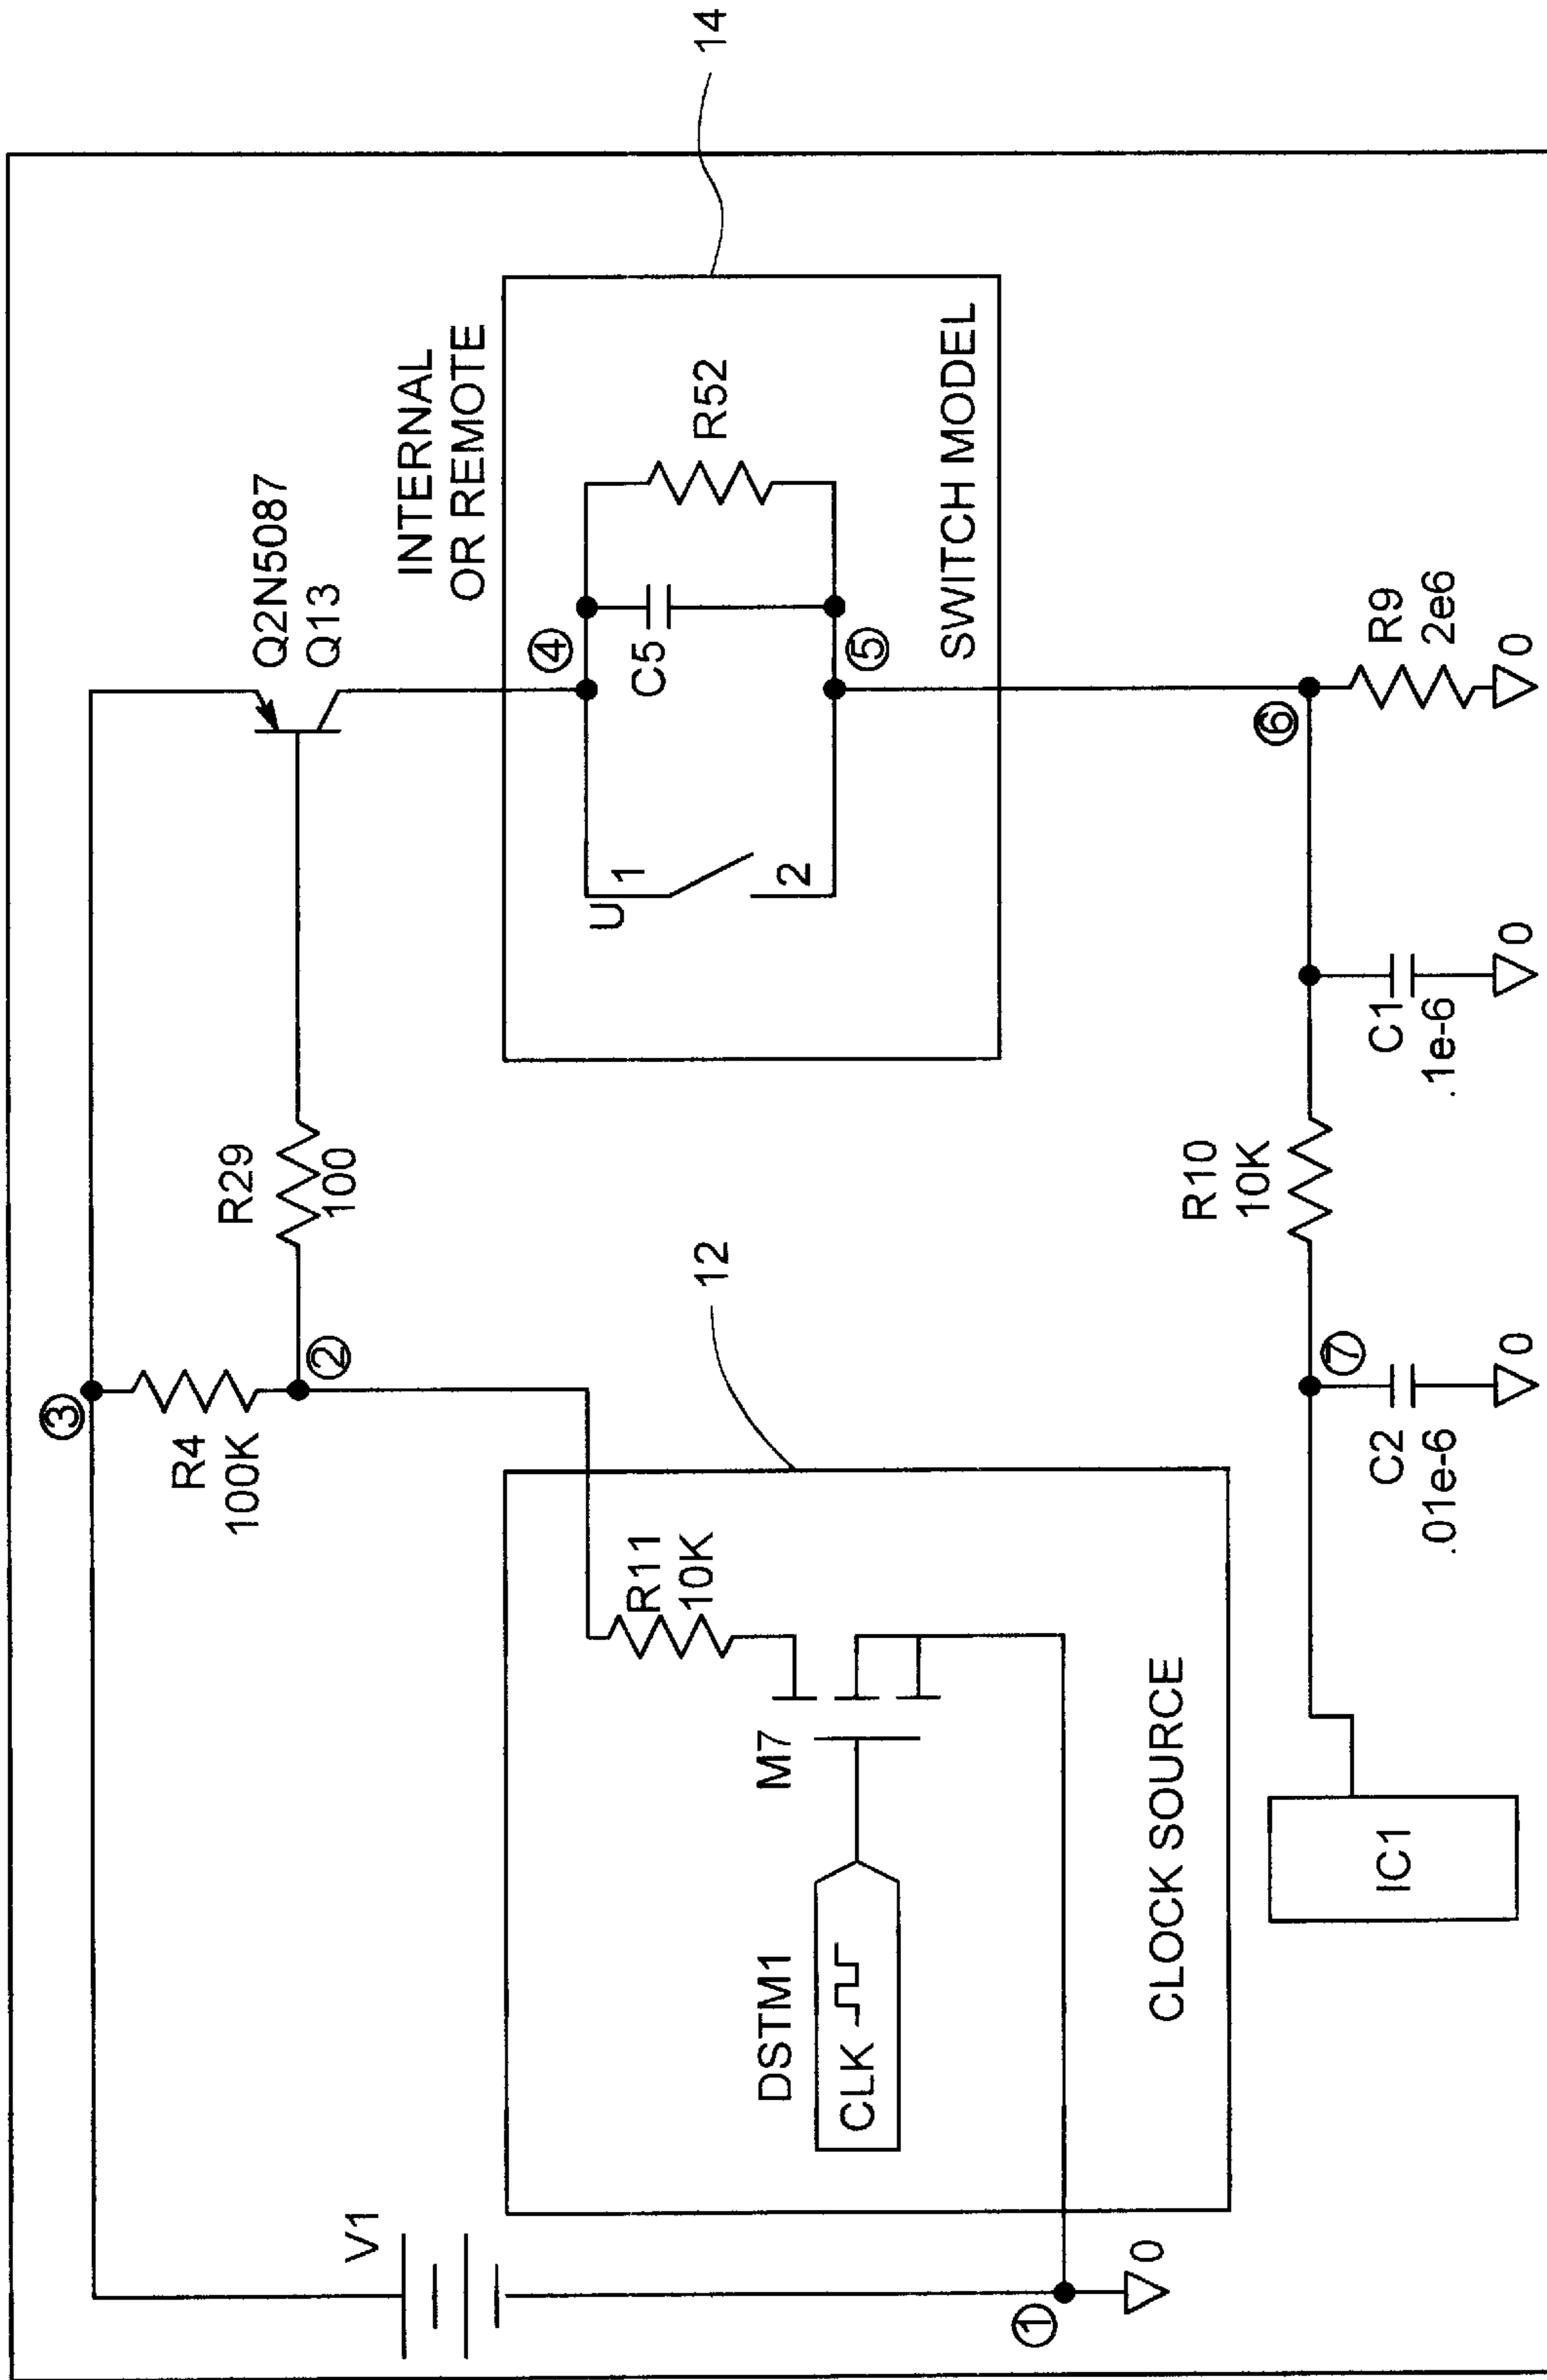 V1
①
0
③
R4
100K
②
R29
100
Q2N5087
Q13
12
R11
10K
M7
DSTM1
CLK
CLOCK SOURCE
INTERNAL
OR REMOTE
14
④
U
1
2
C5
R52
⑤
SWITCH MODEL
IC1
⑦
C2
.01e-6
0
R10
10K
C1
.1e-6
0
⑥
R9
2e6
0